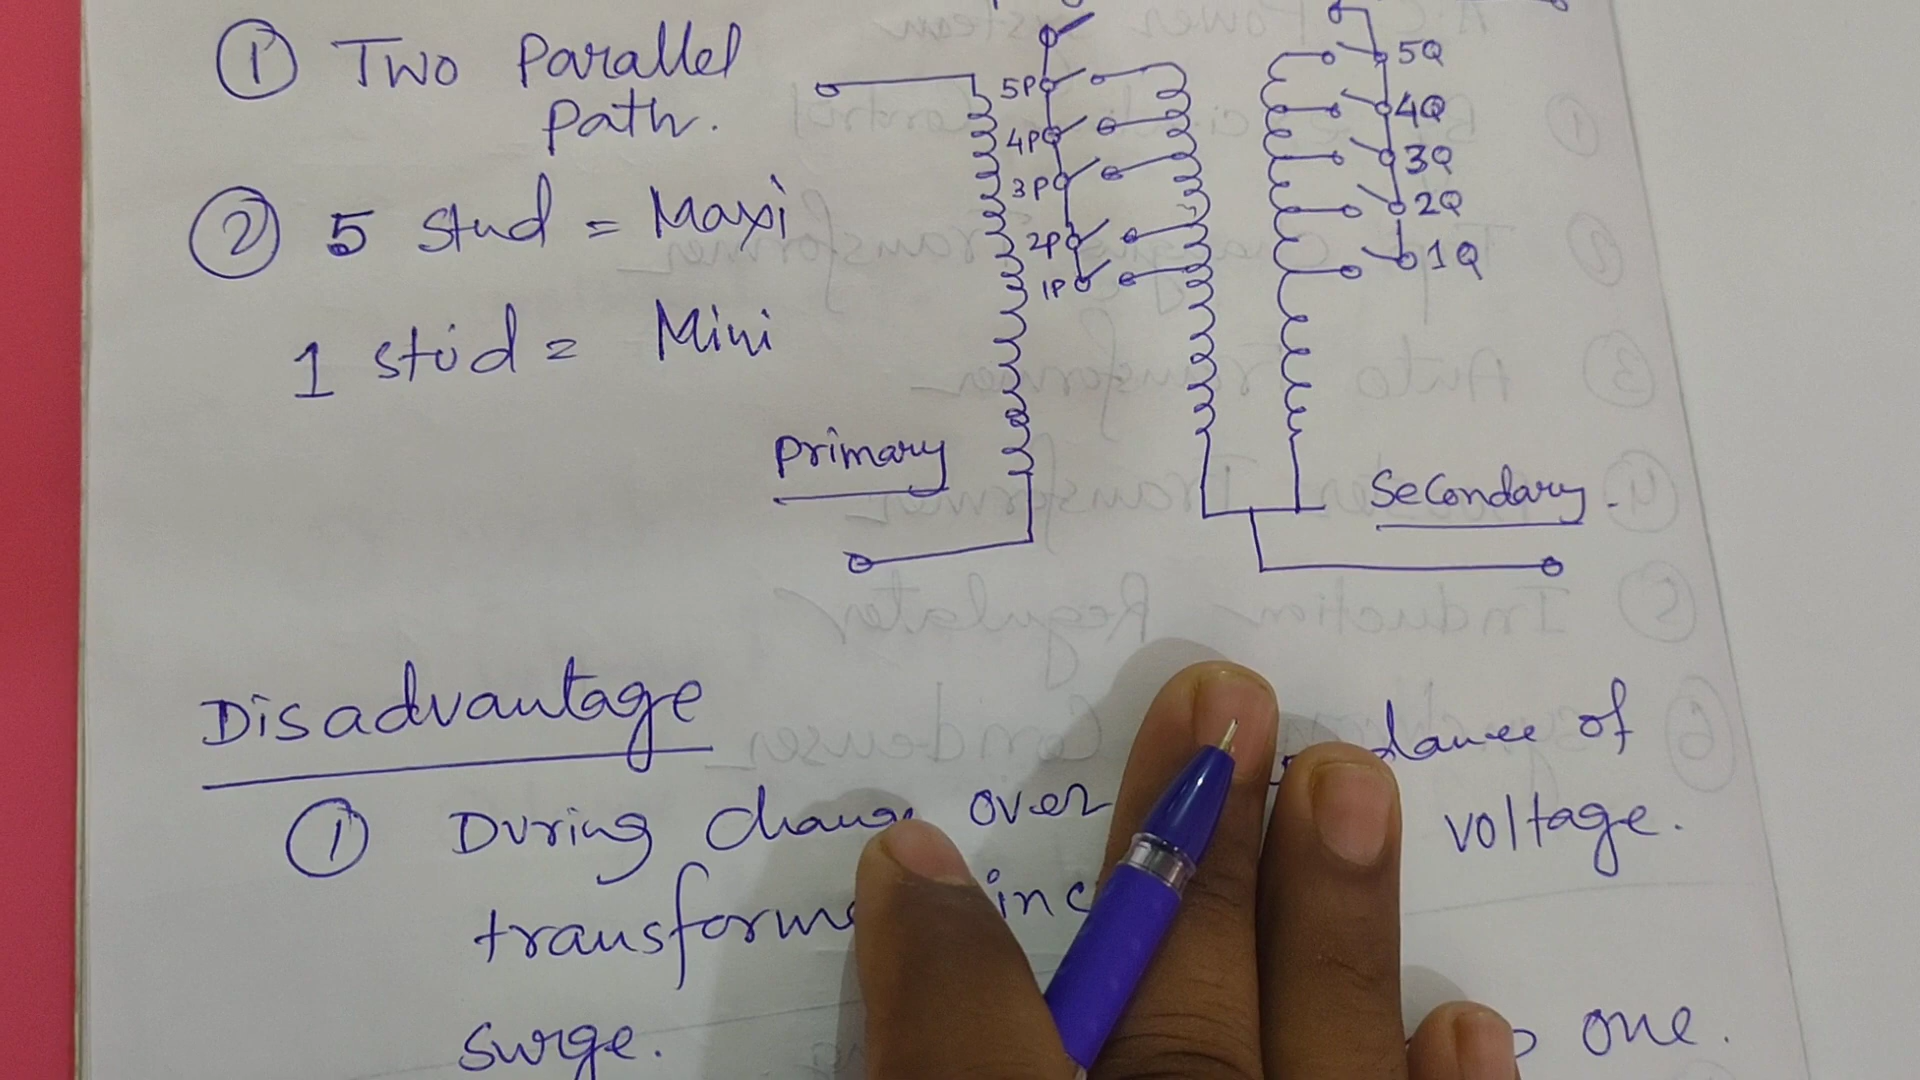 ① Two Parallel
Path.
② 5 stud = Maxi
1 stud = Mini
5P
4P
3P
2P
1P
5Q
4Q
3Q
2Q
1Q
Primary
Secondary.
Disadvantage
① During change over of
voltage.
surge.
one.